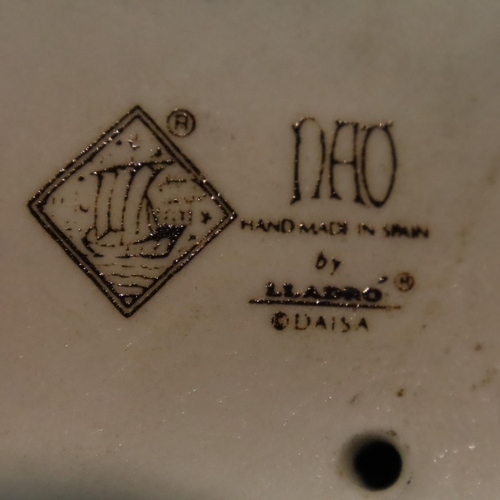 ®
NAO
HAND MADE IN SPAIN
by
LLADRÓ ®
© DAISA